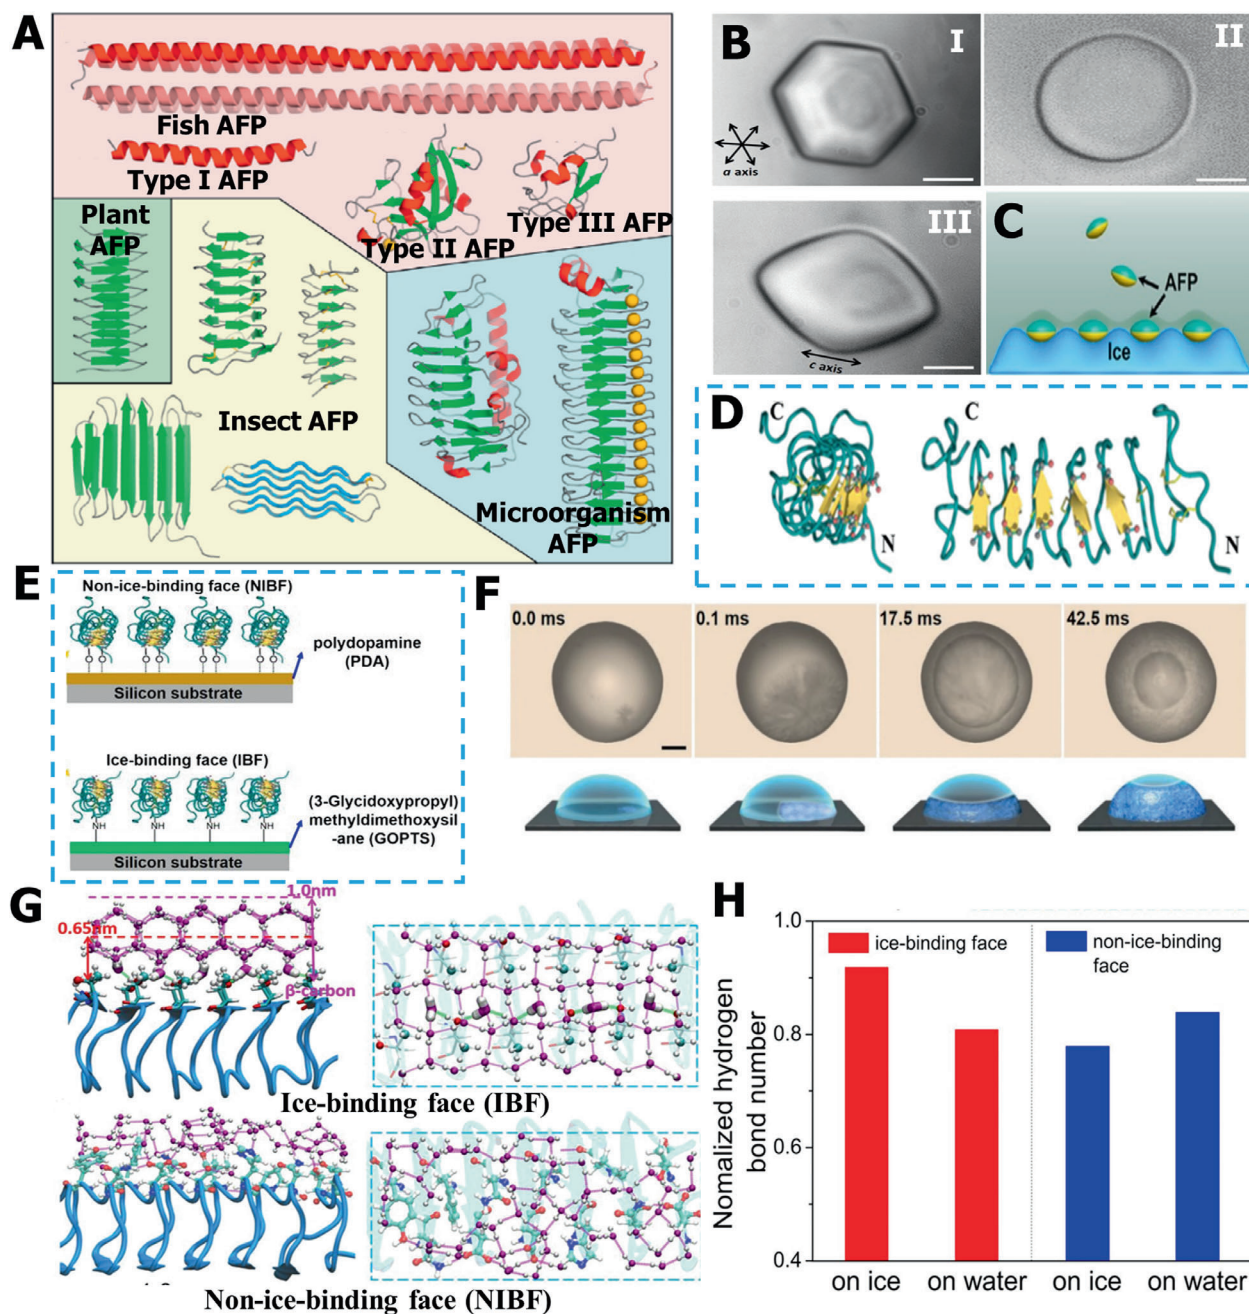 A
Fish AFP
Type I AFP
Type II AFP
Type III AFP
Plant
AFP
Insect AFP
Microorganism
AFP
B
I
a axis
II
III
c axis
C
AFP
Ice
D
C
N
C
N
E
Non-ice-binding face (NIBF)
polydopamine
(PDA)
Silicon substrate
Ice-binding face (IBF)
NH NH NH NH
(3-Glycidoxypropyl)
methyldimethoxysil
-ane (GOPTS)
Silicon substrate
F
0.0 ms
0.1 ms
17.5 ms
42.5 ms
G
1.0nm
0.65nm
β-carbon
Ice-binding face (IBF)
Non-ice-binding face (NIBF)
H
Nomalized hydrogen
bond number
1.0
0.8
0.6
0.4
ice-binding face
non-ice-binding
face
on ice
on water
on ice
on water